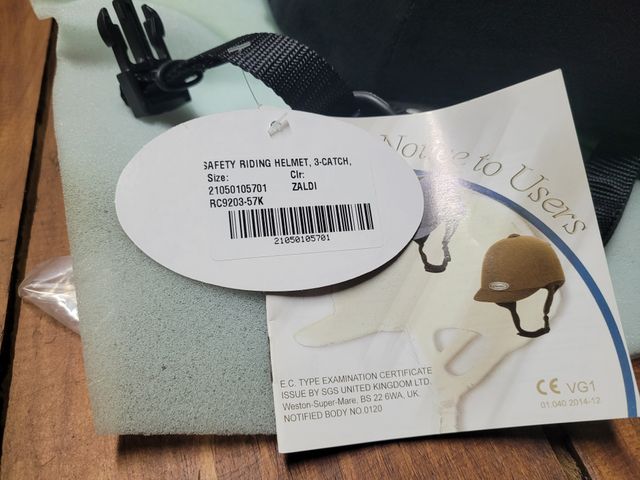 SAFETY RIDING HELMET, 3-CATCH,
Size: Clr:
21050105701 ZALDI
RC9203-57K
21050105701
Notice to Users
E.C. TYPE EXAMINATION CERTIFICATE
ISSUE BY SGS UNITED KINGDOM LTD.
Weston-Super-Mare, BS 22 6WA, UK.
NOTIFIED BODY NO.0120
CE VG1
01.040 2014-12